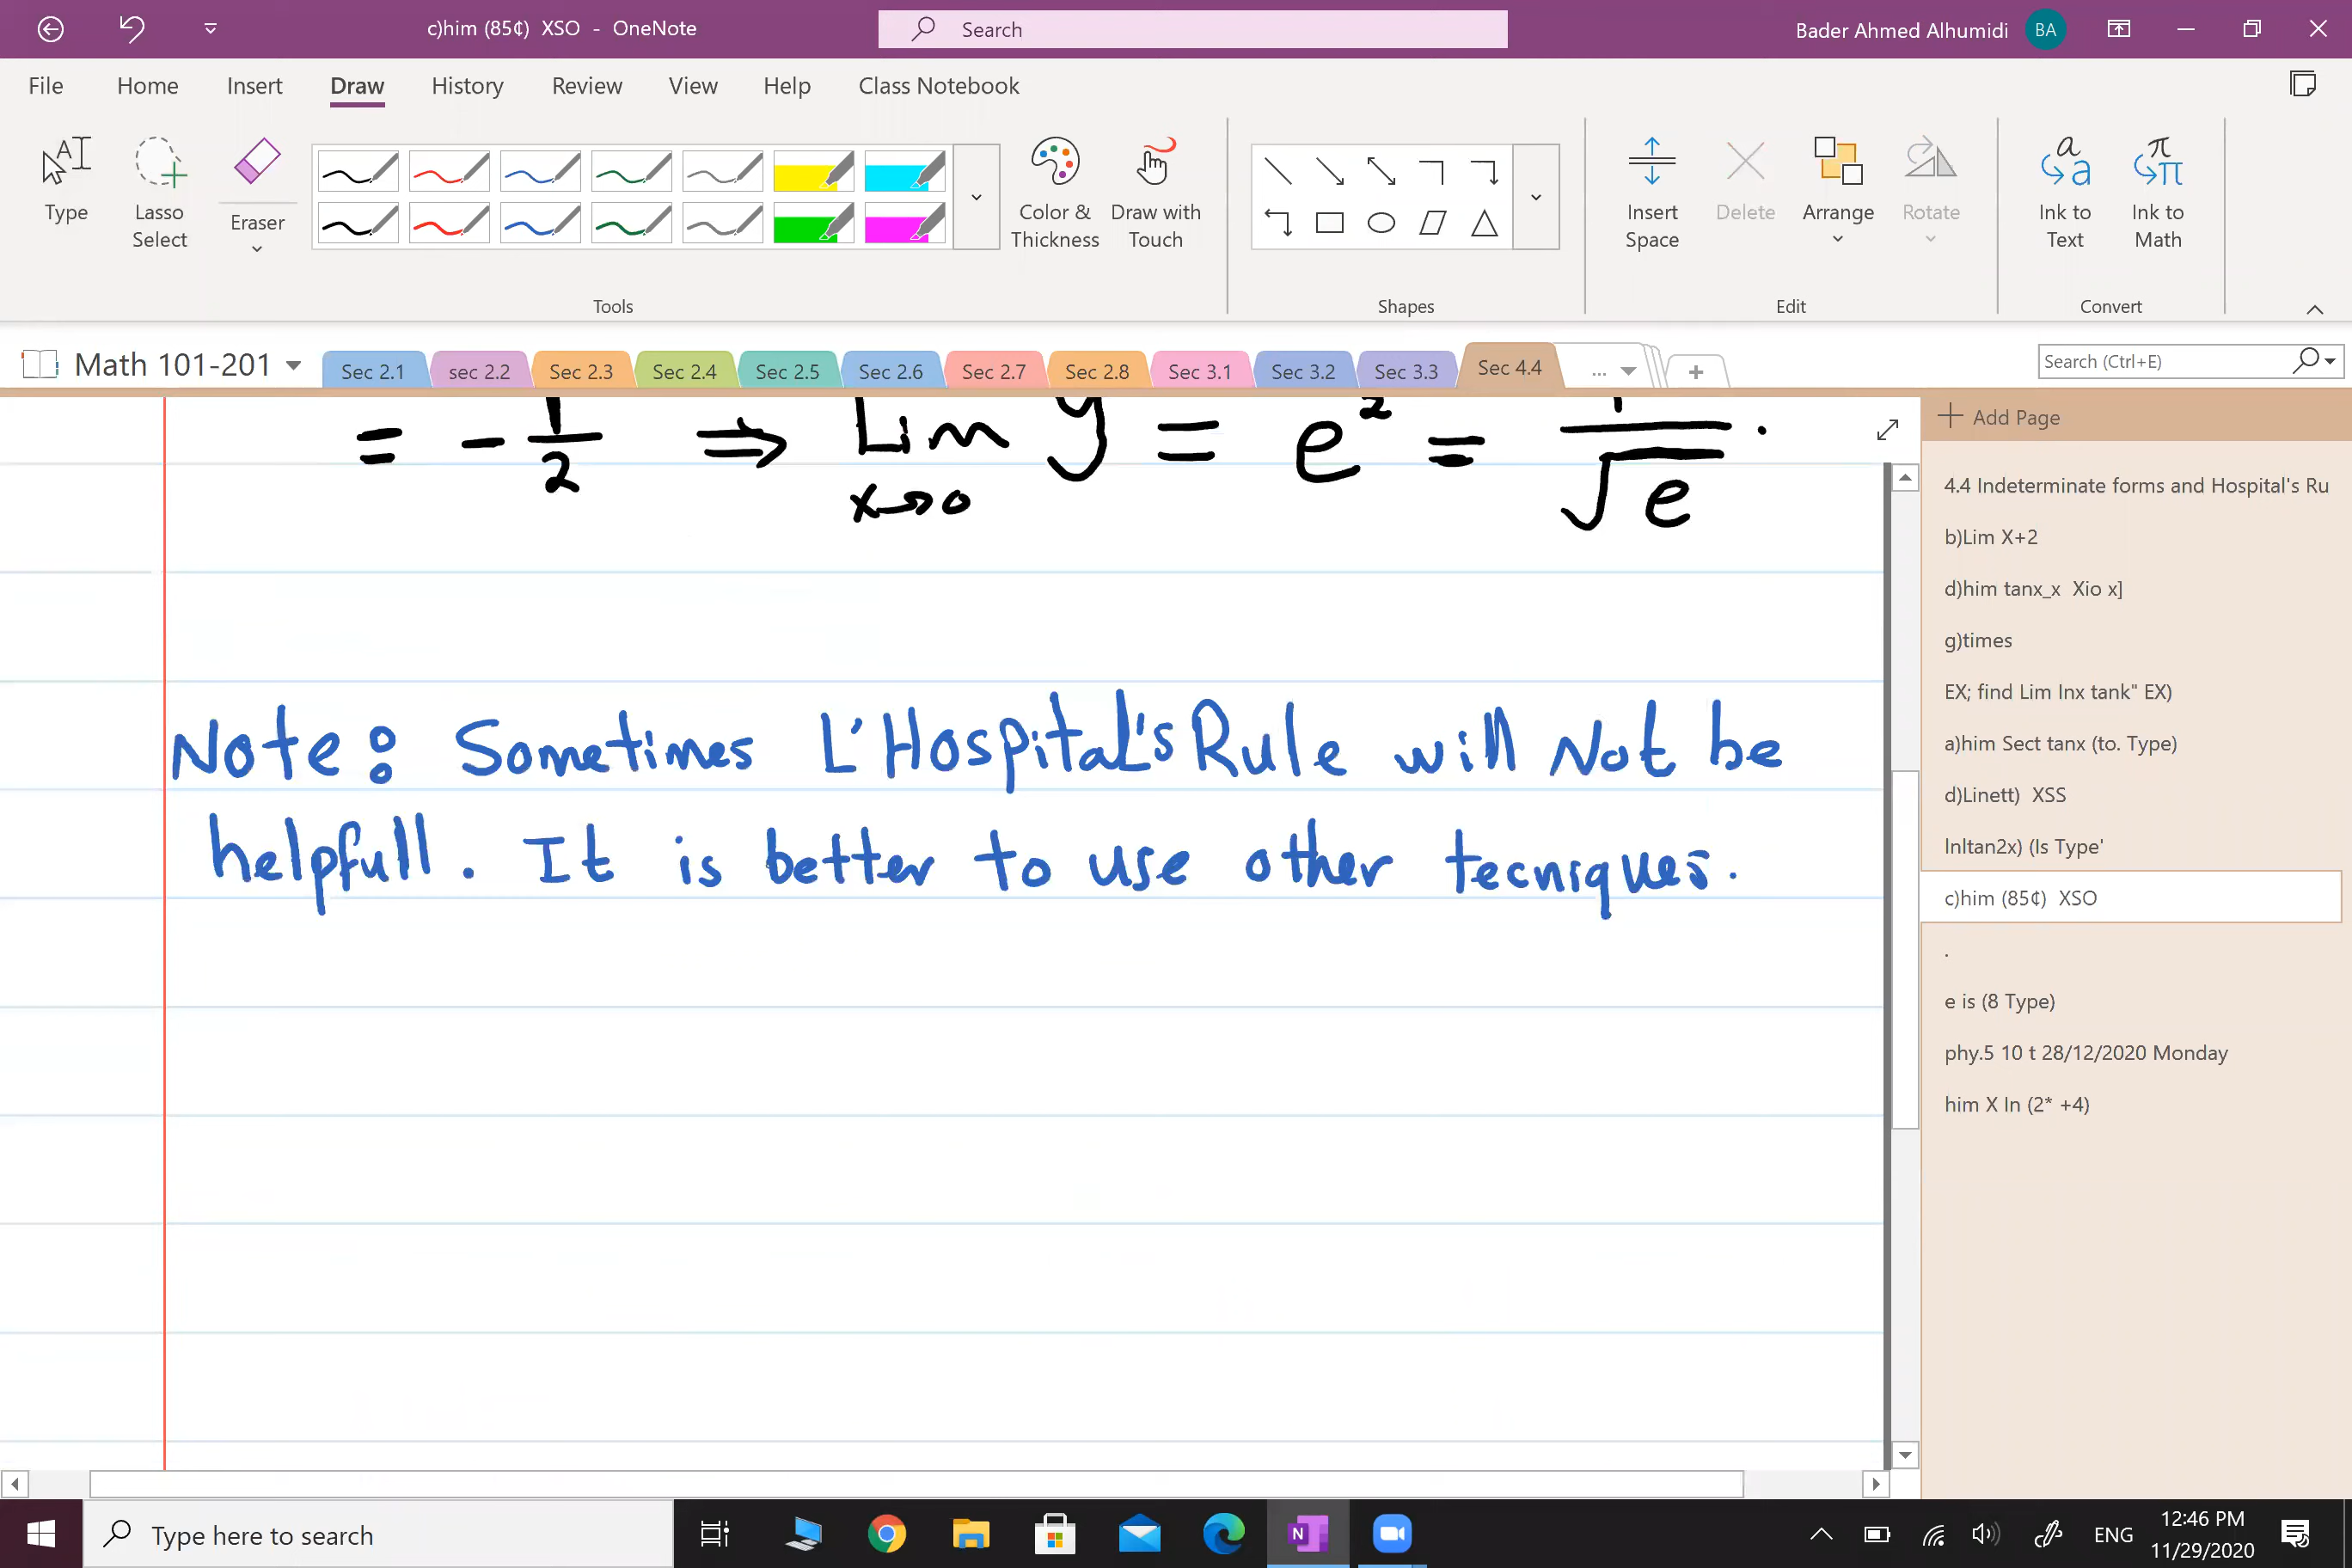 c)him (85¢) XSO - OneNote
Search
Bader Ahmed Alhumidi BA
File Home Insert Draw History Review View Help Class Notebook
Type
Lasso Select
Eraser
Color & Thickness
Draw with Touch
Insert Space
Delete
Arrange
Rotate
Ink to Text
Ink to Math
Tools Shapes Edit Convert
Math 101-201 Sec 2.1 sec 2.2 Sec 2.3 Sec 2.4 Sec 2.5 Sec 2.6 Sec 2.7 Sec 2.8 Sec 3.1 Sec 3.2 Sec 3.3 Sec 4.4 ... +
Search (Ctrl+E)
= - 1/2 ⇒ Lim x→0 y = e = 1/√e .
Note: Sometimes L'Hospital's Rule will Not be
helpfull. It is better to use other tecniques.
Add Page
4.4 Indeterminate forms and Hospital's Ru
b)Lim X+2
d)him tanx_x Xio x]
g)times
EX; find Lim Inx tank" EX)
a)him Sect tanx (to. Type)
d)Linett) XSS
Inltan2x) (Is Type'
c)him (85¢) XSO
.
e is (8 Type)
phy.5 10 t 28/12/2020 Monday
him X In (2* +4)
Type here to search
ENG
12:46 PM
11/29/2020